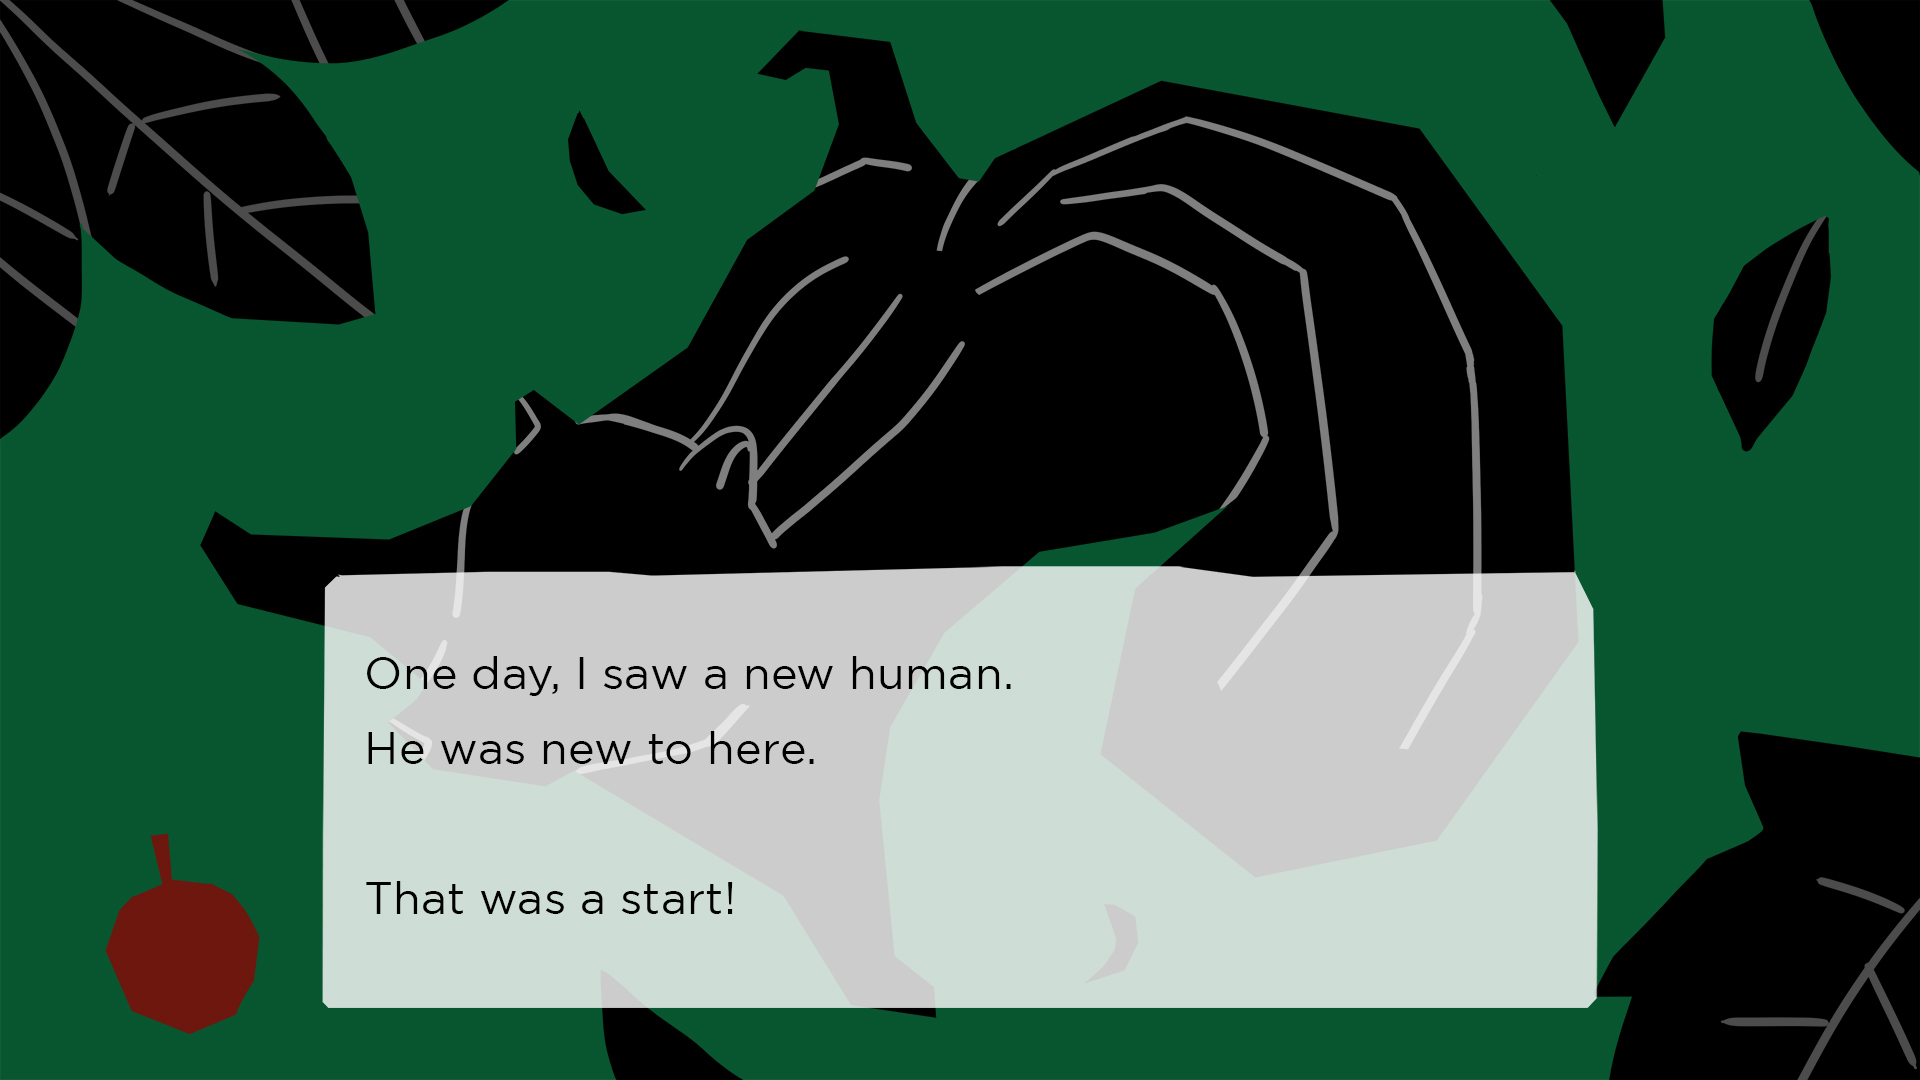 One day, I saw a new human.
He was new to here.
That was a start!